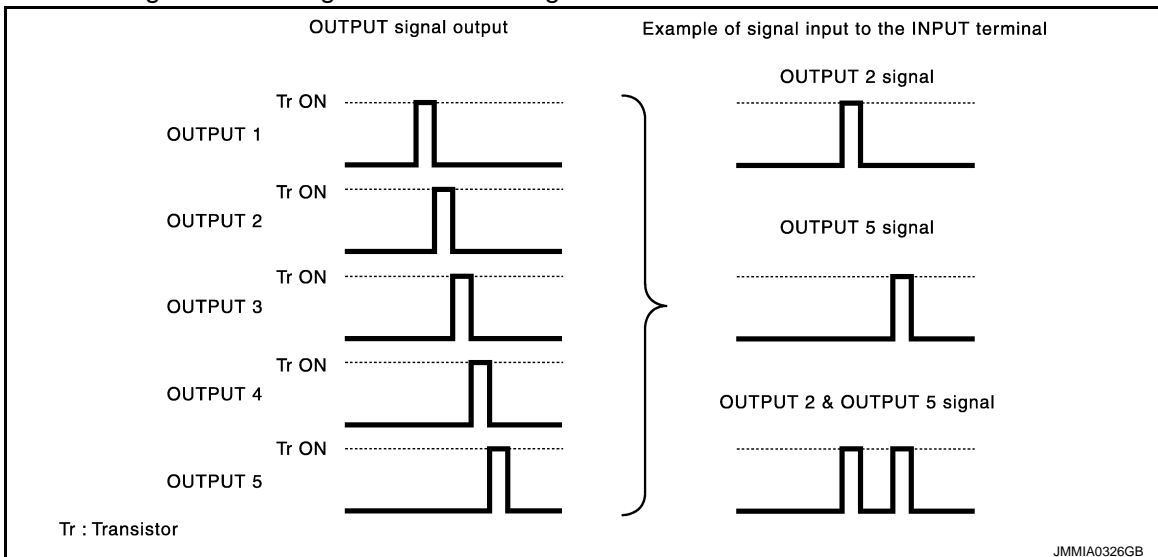 OUTPUT signal output
Example of signal input to the INPUT terminal
Tr ON
OUTPUT 1
Tr ON
OUTPUT 2
Tr ON
OUTPUT 3
Tr ON
OUTPUT 4
Tr ON
OUTPUT 5
OUTPUT 2 signal
OUTPUT 5 signal
OUTPUT 2 & OUTPUT 5 signal
Tr : Transistor
JMMIA0326GB